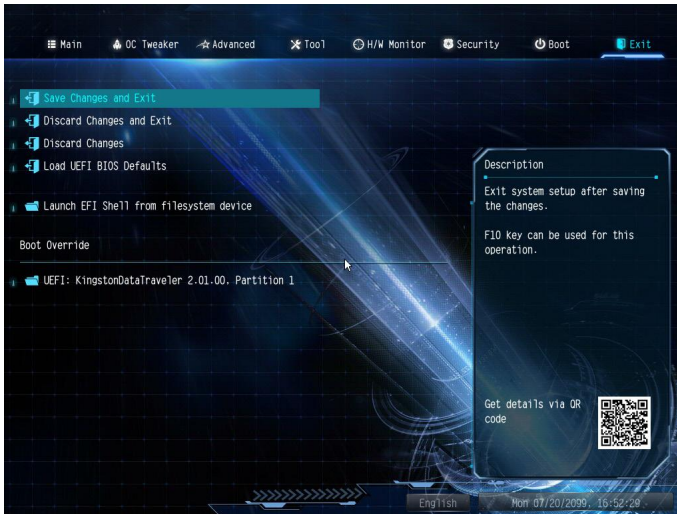 Main OC Tweaker Advanced Tool H/W Monitor Security Boot Exit
Save Changes and Exit
Discard Changes and Exit
Discard Changes
Load UEFI BIOS Defaults
Launch EFI Shell from filesystem device
Boot Override
UEFI: KingstonDataTraveler 2.01.00, Partition 1
Description
Exit system setup after saving
the changes.
F10 key can be used for this
operation.
Get details via QR
code
English
Mon 07/20/2099, 16:52:29